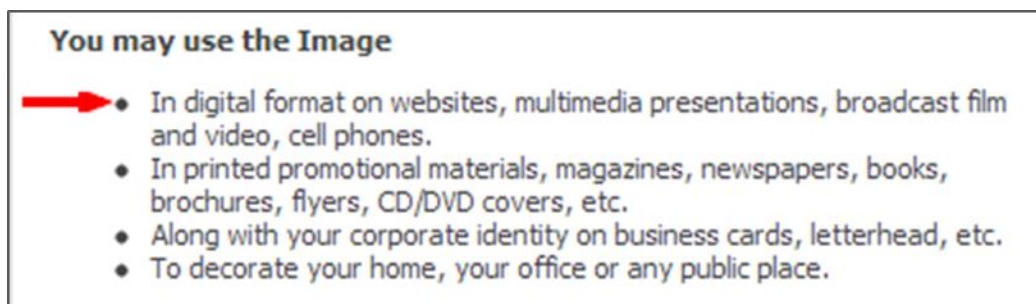 You may use the Image
• In digital format on websites, multimedia presentations, broadcast film
and video, cell phones.
• In printed promotional materials, magazines, newspapers, books,
brochures, flyers, CD/DVD covers, etc.
• Along with your corporate identity on business cards, letterhead, etc.
• To decorate your home, your office or any public place.